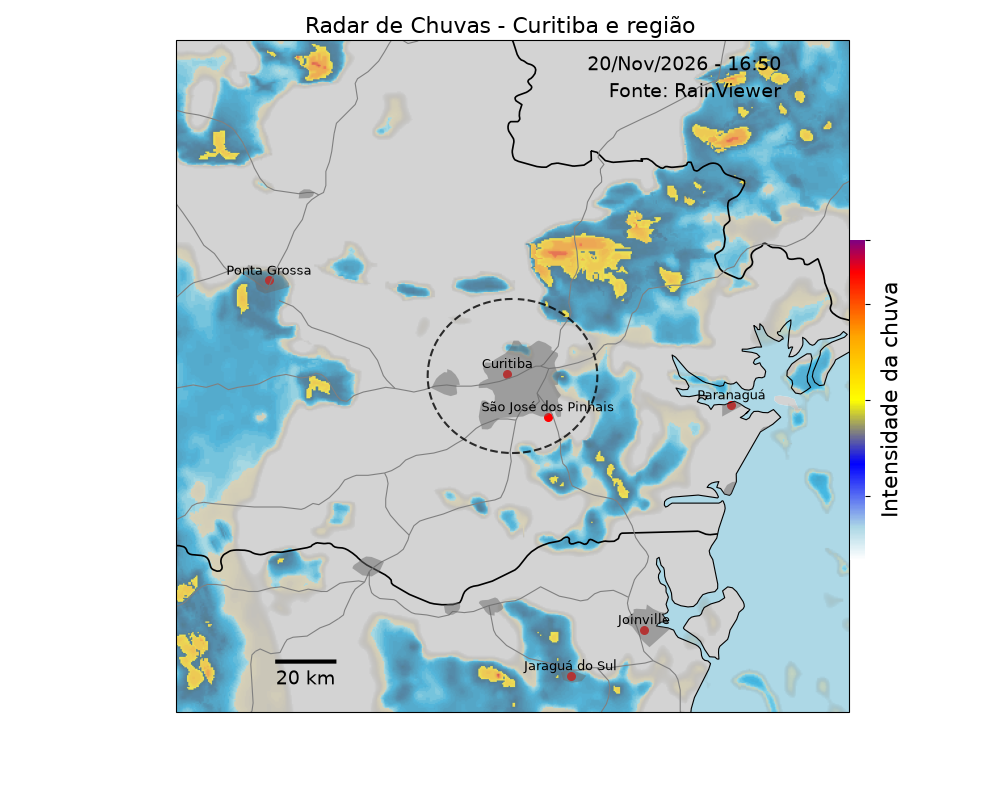 Radar de Chuvas - Curitiba e região
20/Nov/2026 - 16:50
Fonte: RainViewer
Ponta Grossa
Curitiba
São José dos Pinhais
Paranaguá
Joinville
Jaraguá do Sul
20 km
Intensidade da chuva